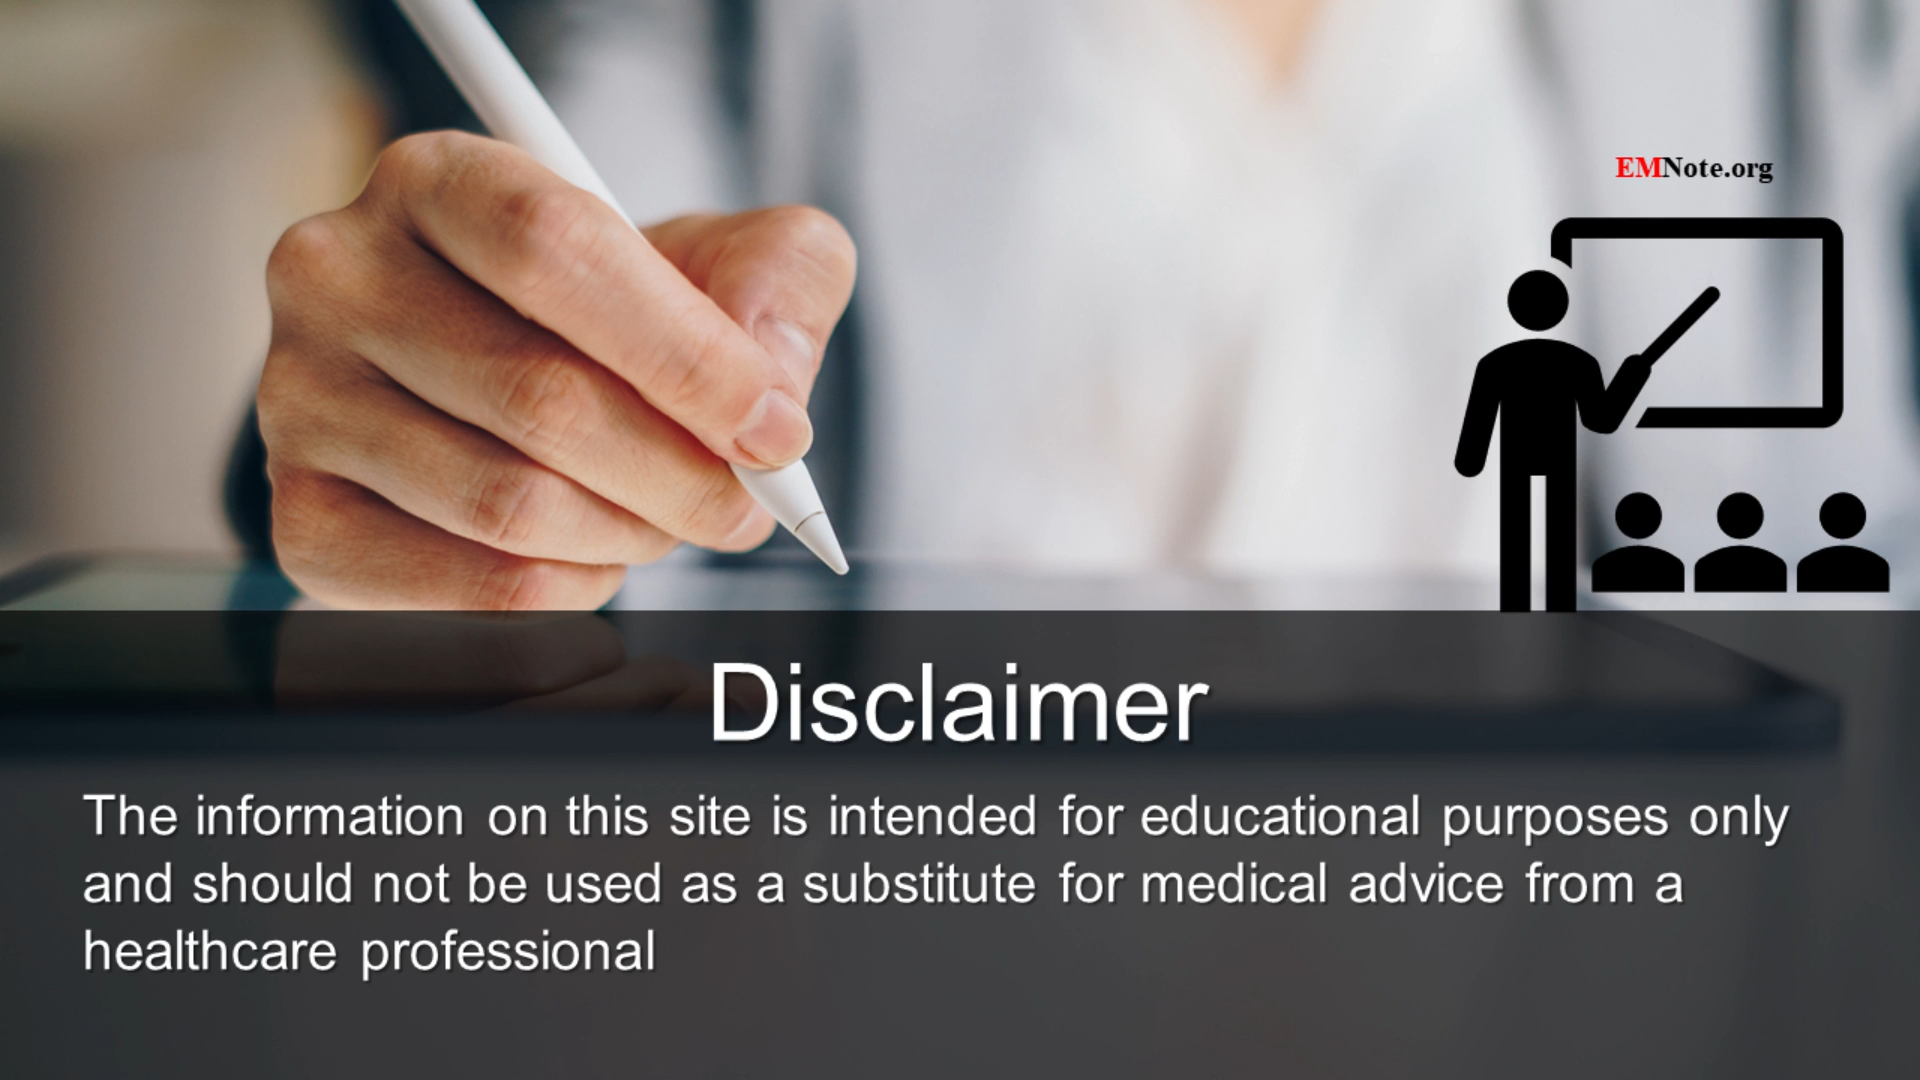 EMNote.org
Disclaimer
The information on this site is intended for educational purposes only
and should not be used as a substitute for medical advice from a
healthcare professional